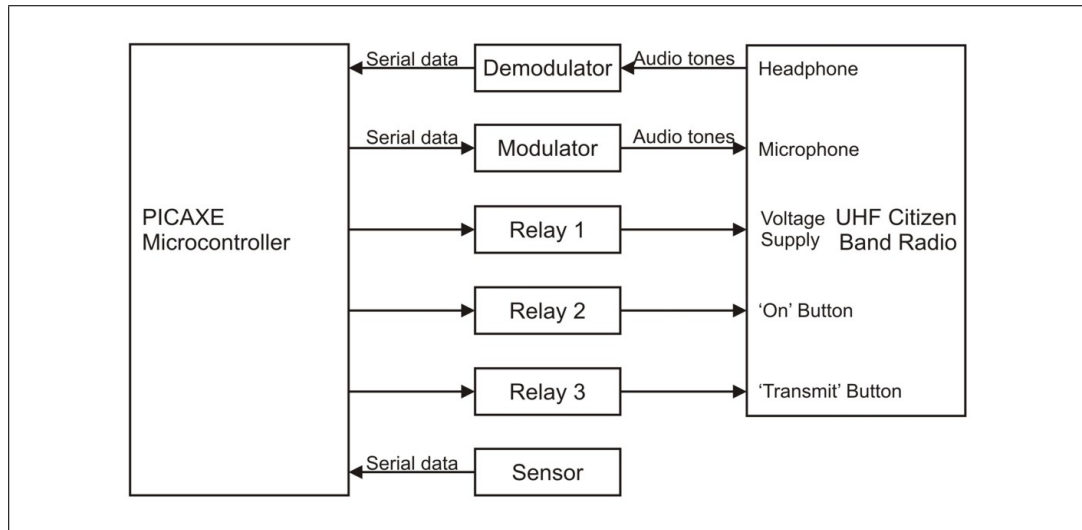 Serial data
Demodulator
Audio tones
Headphone
Serial data
Modulator
Audio tones
Microphone
PICAXE
Microcontroller
Relay 1
Voltage
Supply
UHF Citizen
Band Radio
Relay 2
‘On’ Button
Relay 3
‘Transmit’ Button
Serial data
Sensor